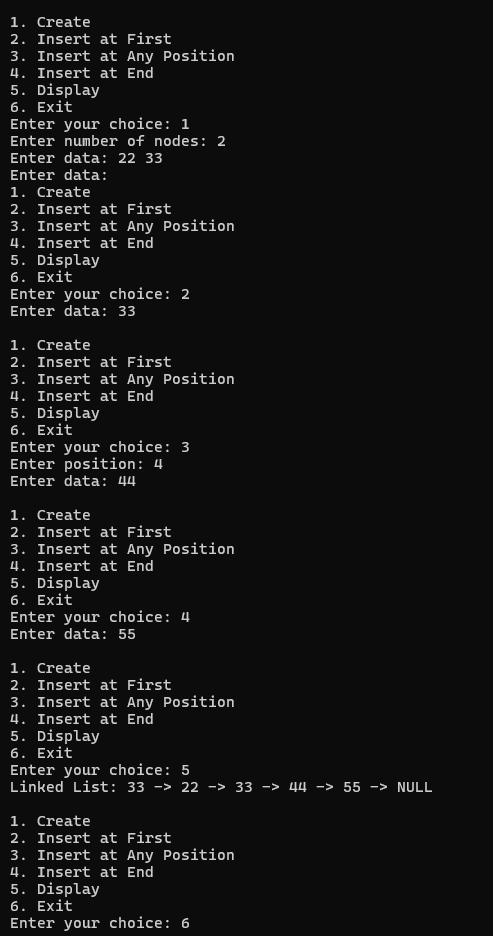 1. Create
2. Insert at First
3. Insert at Any Position
4. Insert at End
5. Display
6. Exit
Enter your choice: 1
Enter number of nodes: 2
Enter data: 22 33
Enter data:
1. Create
2. Insert at First
3. Insert at Any Position
4. Insert at End
5. Display
6. Exit
Enter your choice: 2
Enter data: 33

1. Create
2. Insert at First
3. Insert at Any Position
4. Insert at End
5. Display
6. Exit
Enter your choice: 3
Enter position: 4
Enter data: 44

1. Create
2. Insert at First
3. Insert at Any Position
4. Insert at End
5. Display
6. Exit
Enter your choice: 4
Enter data: 55

1. Create
2. Insert at First
3. Insert at Any Position
4. Insert at End
5. Display
6. Exit
Enter your choice: 5
Linked List: 33 -> 22 -> 33 -> 44 -> 55 -> NULL

1. Create
2. Insert at First
3. Insert at Any Position
4. Insert at End
5. Display
6. Exit
Enter your choice: 6